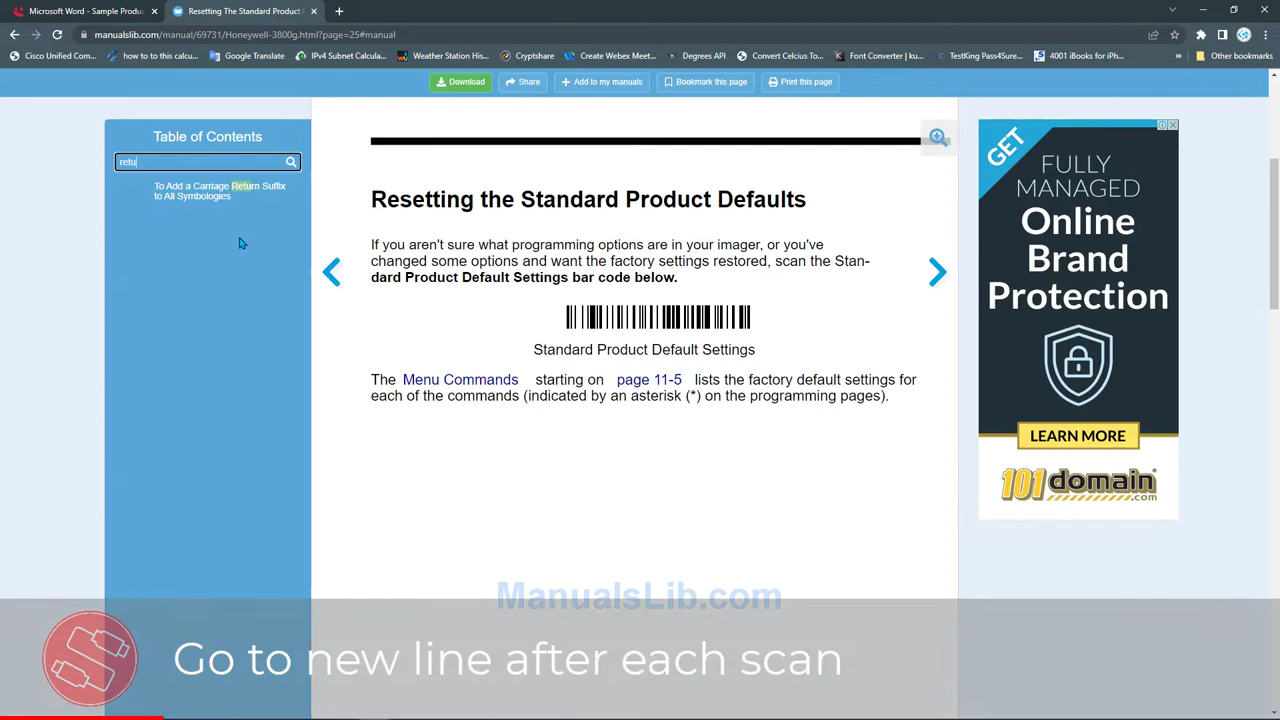 Microsoft Word - Sample Produc
Resetting The Standard Product
manualslib.com/manual/69731/Honeywell-3800g.html?page=25#manual
Cisco Unified Com...
how to to this calcu...
Google Translate
IPv4 Subnet Calcula...
Weather Station His...
Cryptshare
Create Webex Meet...
Degrees API
Convert Celcius To...
Font Converter | ku...
TestKing Pass4Sure...
4001 iBooks for iPh...
»
Other bookmarks
Download
Share
Add to my manuals
Bookmark this page
Print this page
Table of Contents
retu
To Add a Carriage Return Suffix
to All Symbologies
Resetting the Standard Product Defaults
If you aren't sure what programming options are in your imager, or you've
changed some options and want the factory settings restored, scan the Stan-
dard Product Default Settings bar code below.
Standard Product Default Settings
The Menu Commands starting on page 11-5 lists the factory default settings for
each of the commands (indicated by an asterisk (*) on the programming pages).
ManualsLib.com
GET
FULLY
MANAGED
Online
Brand
Protection
LEARN MORE
101domain
.com
Go to new line after each scan